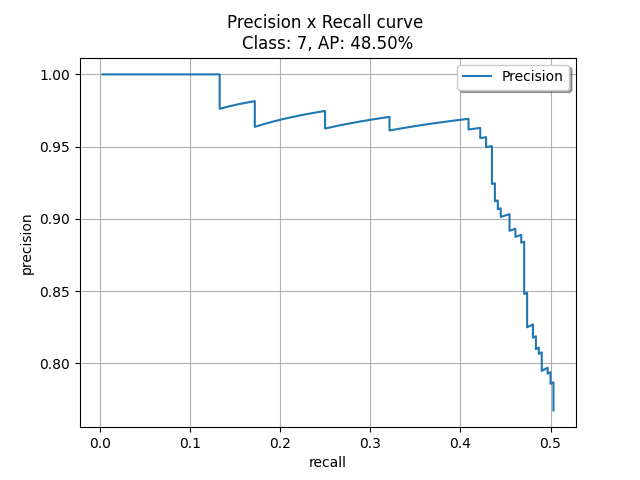 Precision x Recall curve
Class: 7, AP: 48.50%
Precision
1.00
0.95
0.90
0.85
0.80
precision
0.0 0.1 0.2 0.3 0.4 0.5
recall